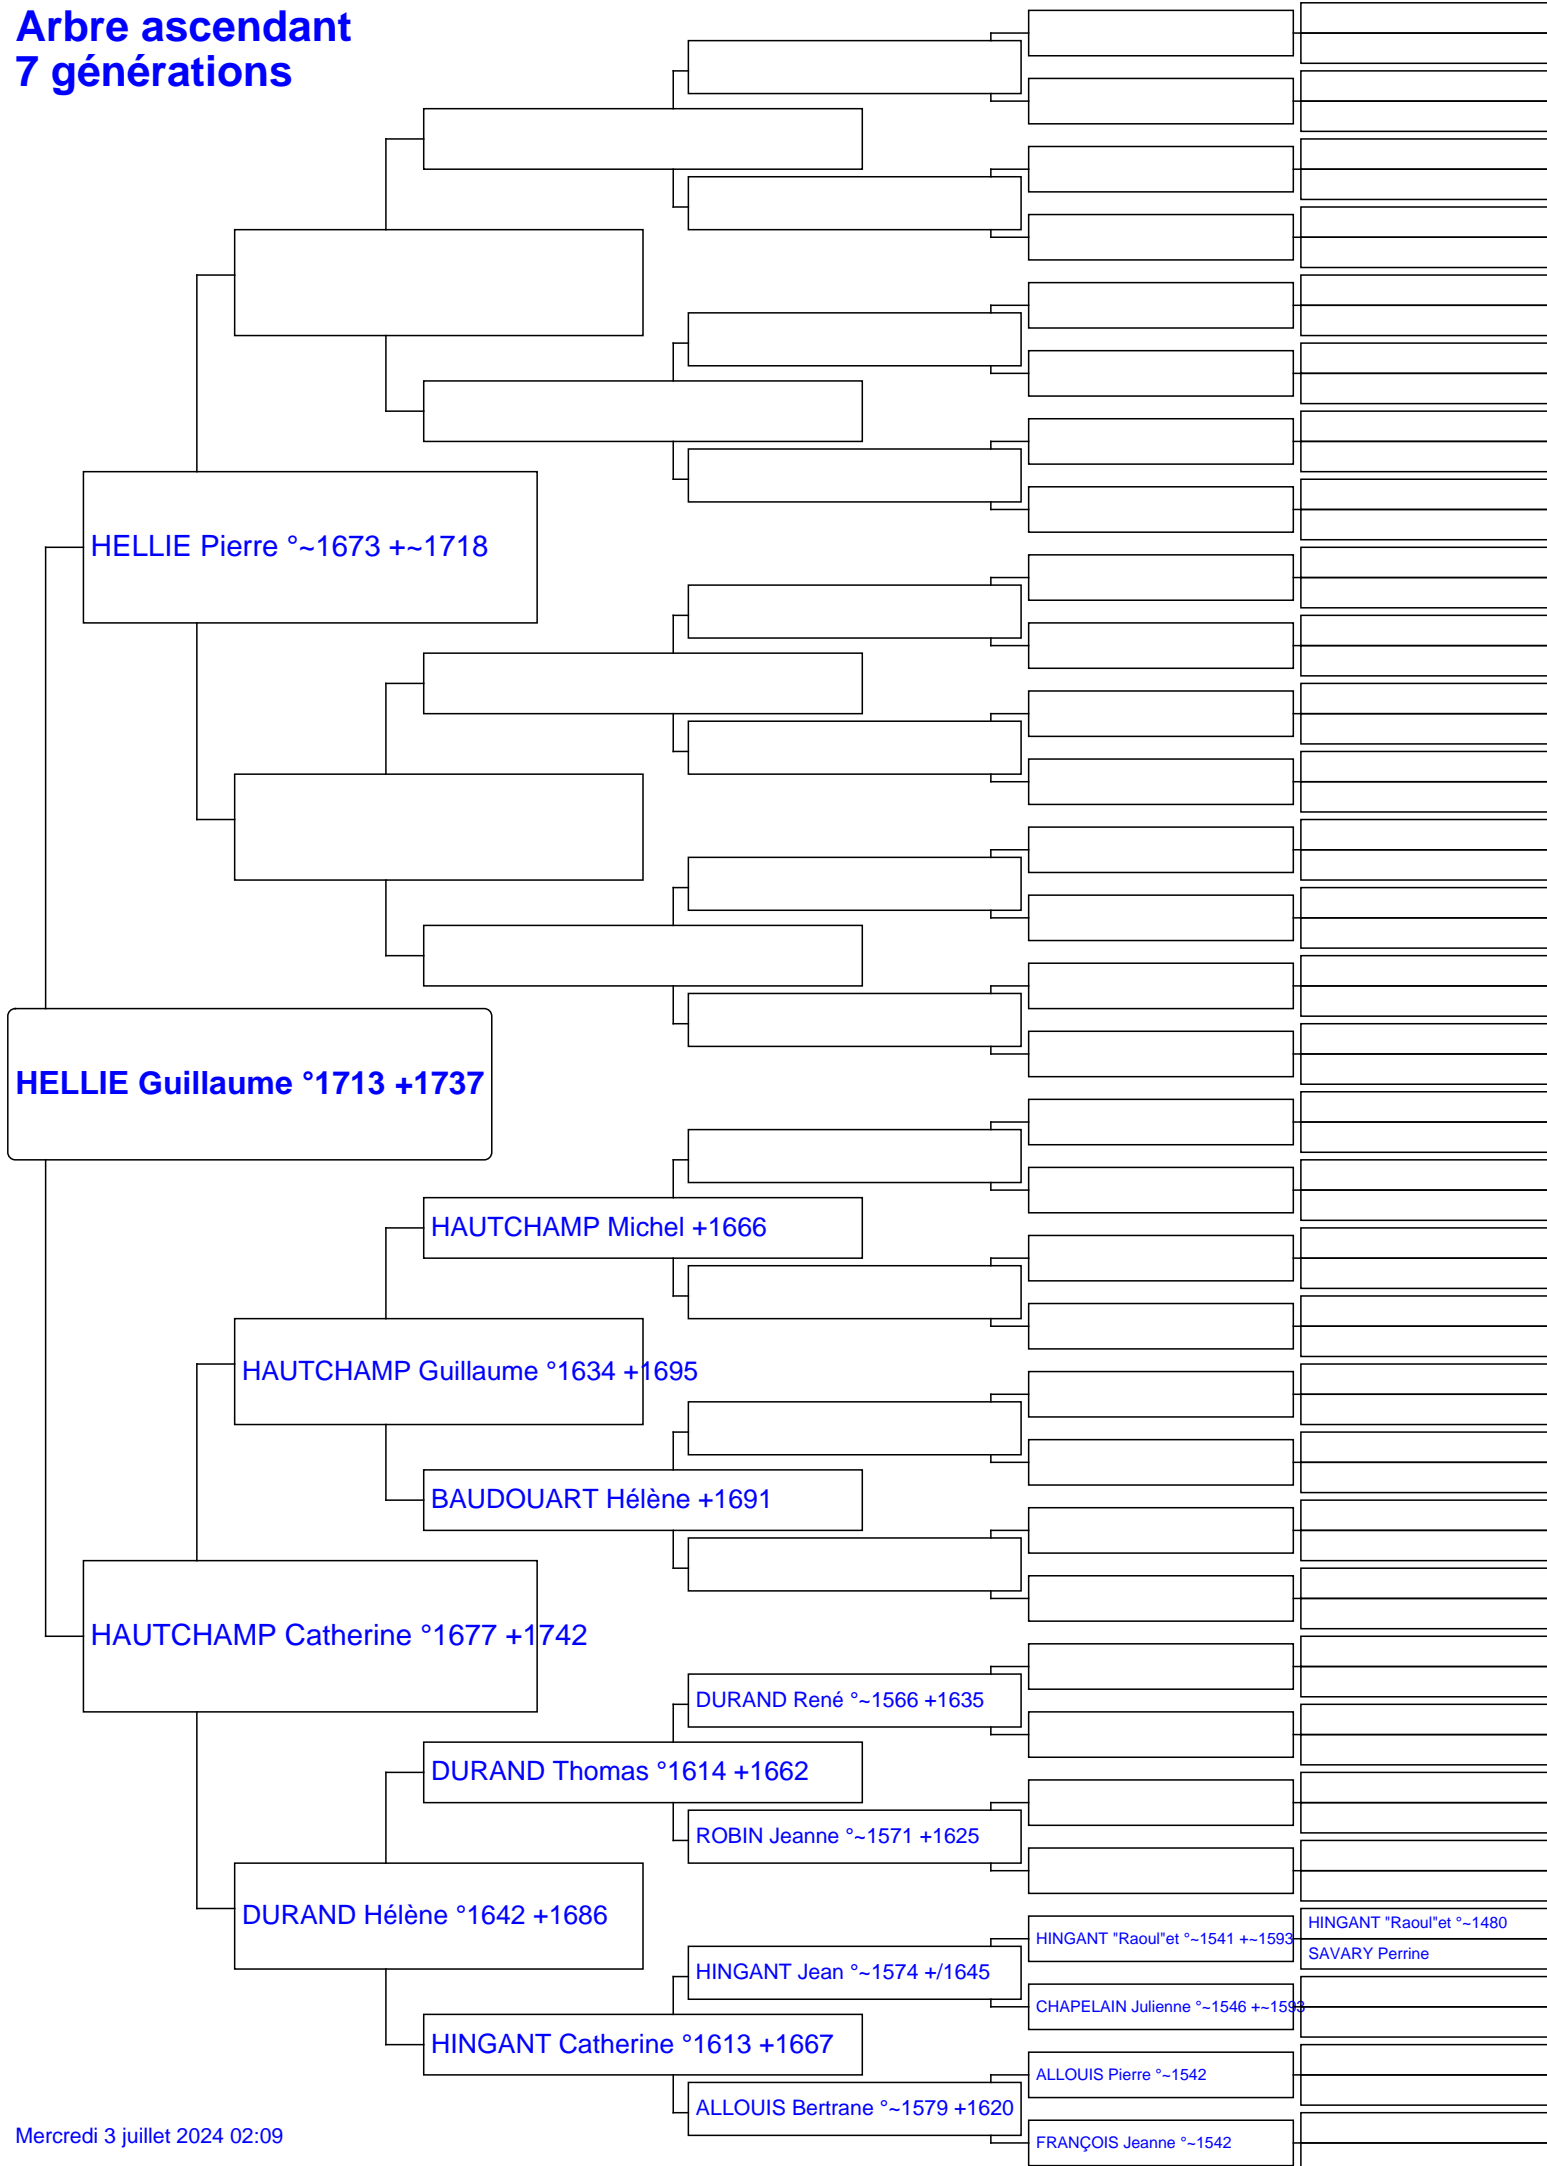 Arbre ascendant
7 générations
HELLIE Pierre °~1673 +~1718
HELLIE Guillaume °1713 +1737
HAUTCHAMP Michel +1666
HAUTCHAMP Guillaume °1634 +1695
BAUDOUART Hélène +1691
HAUTCHAMP Catherine °1677 +1742
DURAND René °~1566 +1635
DURAND Thomas °1614 +1662
ROBIN Jeanne °~1571 +1625
DURAND Hélène °1642 +1686
HINGANT "Raoul"et °~1480
HINGANT "Raoul"et °~1541 +~1593
SAVARY Perrine
HINGANT Jean °~1574 +/1645
CHAPELAIN Julienne °~1546 +~1593
HINGANT Catherine °1613 +1667
ALLOUIS Pierre °~1542
ALLOUIS Bertrane °~1579 +1620
FRANÇOIS Jeanne °~1542
Mercredi 3 juillet 2024 02:09